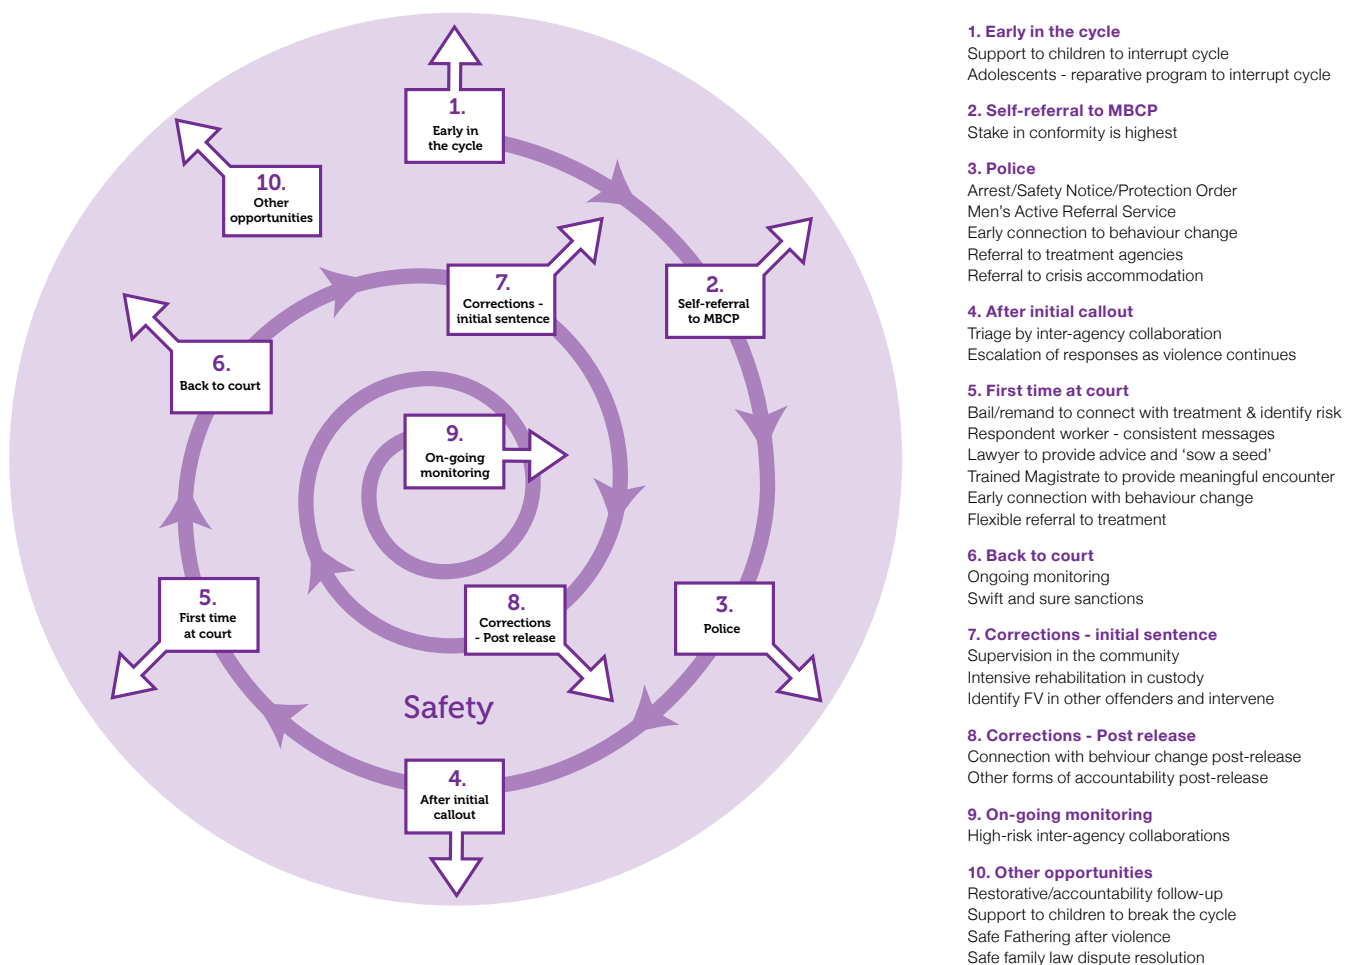 1.
Early in
the cycle
10.
Other
opportunities
7.
Corrections -
initial sentence
2.
Self-referral
to MBCP
6.
Back to court
9.
On-going
monitoring
5.
First time
at court
8.
Corrections
- Post release
3.
Police
Safety
4.
After initial
callout
1. Early in the cycle
Support to children to interrupt cycle
Adolescents - reparative program to interrupt cycle
2. Self-referral to MBCP
Stake in conformity is highest
3. Police
Arrest/Safety Notice/Protection Order
Men's Active Referral Service
Early connection to behaviour change
Referral to treatment agencies
Referral to crisis accommodation
4. After initial callout
Triage by inter-agency collaboration
Escalation of responses as violence continues
5. First time at court
Bail/remand to connect with treatment & identify risk
Respondent worker - consistent messages
Lawyer to provide advice and ‘sow a seed’
Trained Magistrate to provide meaningful encounter
Early connection with behaviour change
Flexible referral to treatment
6. Back to court
Ongoing monitoring
Swift and sure sanctions
7. Corrections - initial sentence
Supervision in the community
Intensive rehabilitation in custody
Identify FV in other offenders and intervene
8. Corrections - Post release
Connection with behviour change post-release
Other forms of accountability post-release
9. On-going monitoring
High-risk inter-agency collaborations
10. Other opportunities
Restorative/accountability follow-up
Support to children to break the cycle
Safe Fathering after violence
Safe family law dispute resolution